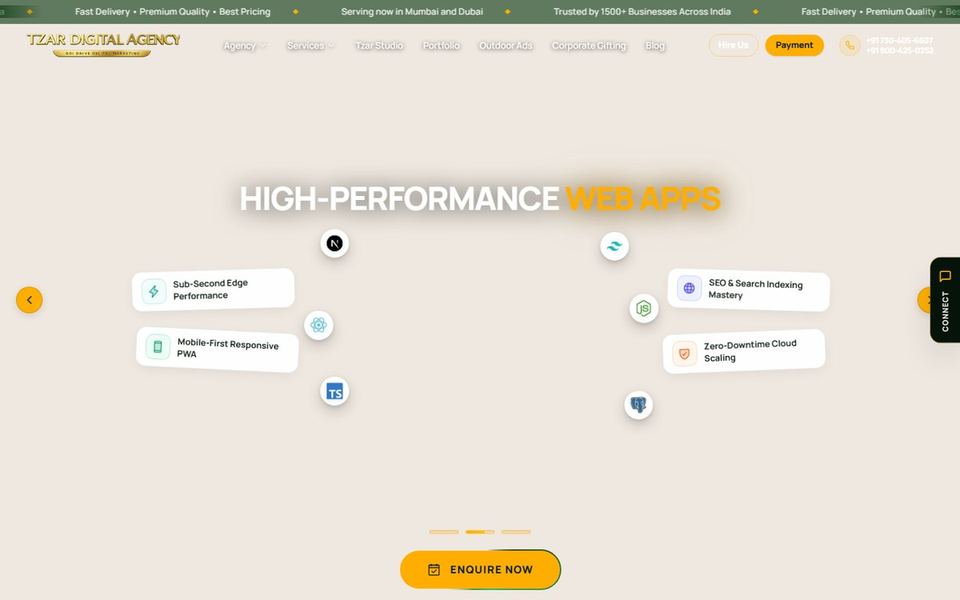 Fast Delivery • Premium Quality • Best Pricing
Serving now in Mumbai and Dubai
Trusted by 1500+ Businesses Across India
Fast Delivery • Premium Quality • Bes
TZAR DIGITAL AGENCY
Agency
Services
Tzar Studio
Portfolio
Outdoor Ads
Corporate Gifting
Blog
Hire Us
Payment
HIGH-PERFORMANCE WEB APPS
Sub-Second Edge
Performance
Mobile-First Responsive
PWA
SEO & Search Indexing
Mastery
Zero-Downtime Cloud
Scaling
N
JS
TS
CONNECT
ENQUIRE NOW